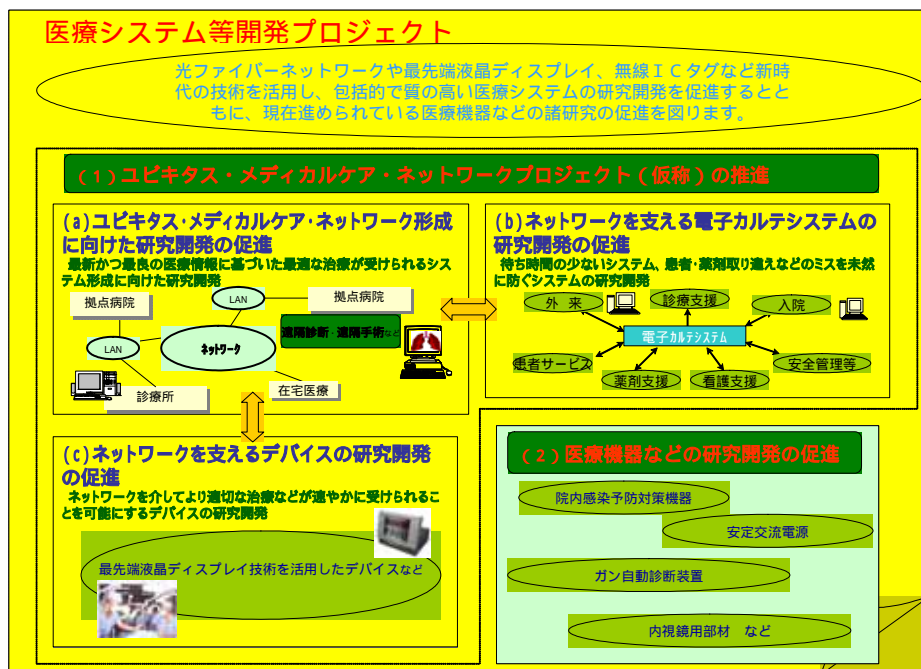 医療システム等開発プロジェクト
光ファイバーネットワークや最先端液晶ディスプレイ、無線ＩＣタグなど新時
代の技術を活用し、包括的で質の高い医療システムの研究開発を促進するとと
もに、現在進められている医療機器などの諸研究の促進を図ります。
（１）ユビキタス・メディカルケア・ネットワークプロジェクト（仮称）の推進
(a)ユビキタス・メディカルケア・ネットワーク形成
に向けた研究開発の促進
最新かつ最良の医療情報に基づいた最適な治療が受けられるシス
テム形成に向けた研究開発
拠点病院
LAN
拠点病院
LAN
ネットワーク
遠隔診断・遠隔手術など
診療所
在宅医療
(b)ネットワークを支える電子カルテシステムの
研究開発の促進
待ち時間の少ないシステム、患者・薬剤取り違えなどのミスを未然
に防ぐシステムの研究開発
外 来
診療支援
入院
電子カルテシステム
患者サービス
薬剤支援
看護支援
安全管理等
(c)ネットワークを支えるデバイスの研究開発
の促進
ネットワークを介してより適切な治療などが速やかに受けられるこ
とを可能にするデバイスの研究開発
最先端液晶ディスプレイ技術を活用したデバイスなど
（２）医療機器などの研究開発の促進
院内感染予防対策機器
安定交流電源
ガン自動診断装置
内視鏡用部材 など